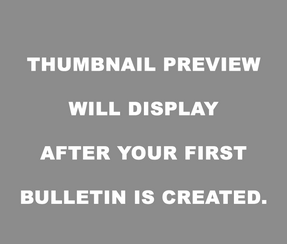 THUMBNAIL PREVIEW
WILL DISPLAY
AFTER YOUR FIRST
BULLETIN IS CREATED.